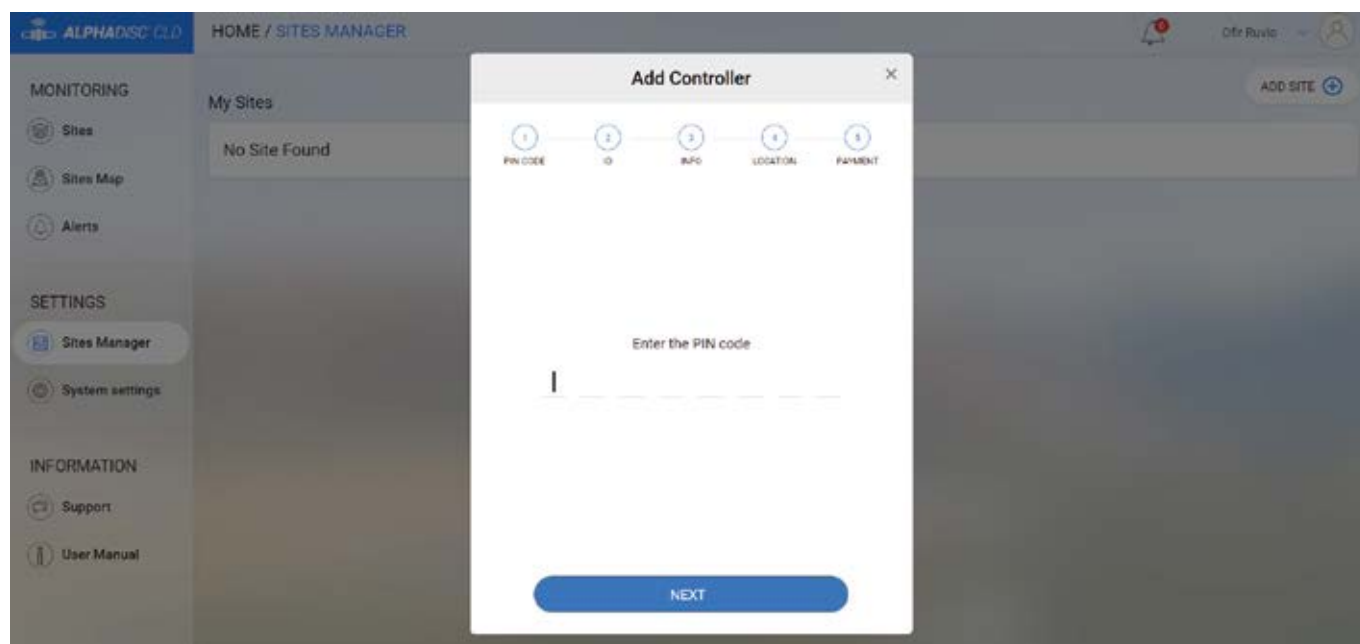 ALPHADISC CLD
HOME / SITES MANAGER
Ofir Ruvio
MONITORING
Sites
Sites Map
Alerts
SETTINGS
Sites Manager
System settings
INFORMATION
Support
User Manual
My Sites
ADD SITE
No Site Found
Add Controller
1 2 3 4 5
PIN CODE ID INFO LOCATION PAYMENT
Enter the PIN code
NEXT